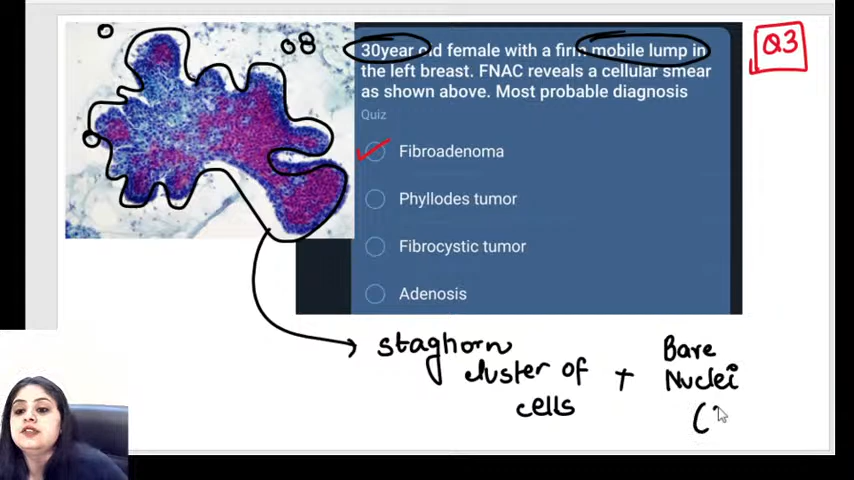 Q3
30year old female with a firm mobile lump in
the left breast. FNAC reveals a cellular smear
as shown above. Most probable diagnosis
Quiz
Fibroadenoma
Phyllodes tumor
Fibrocystic tumor
Adenosis
staghorn
cluster of
cells
+
Bare
Nuclei
(